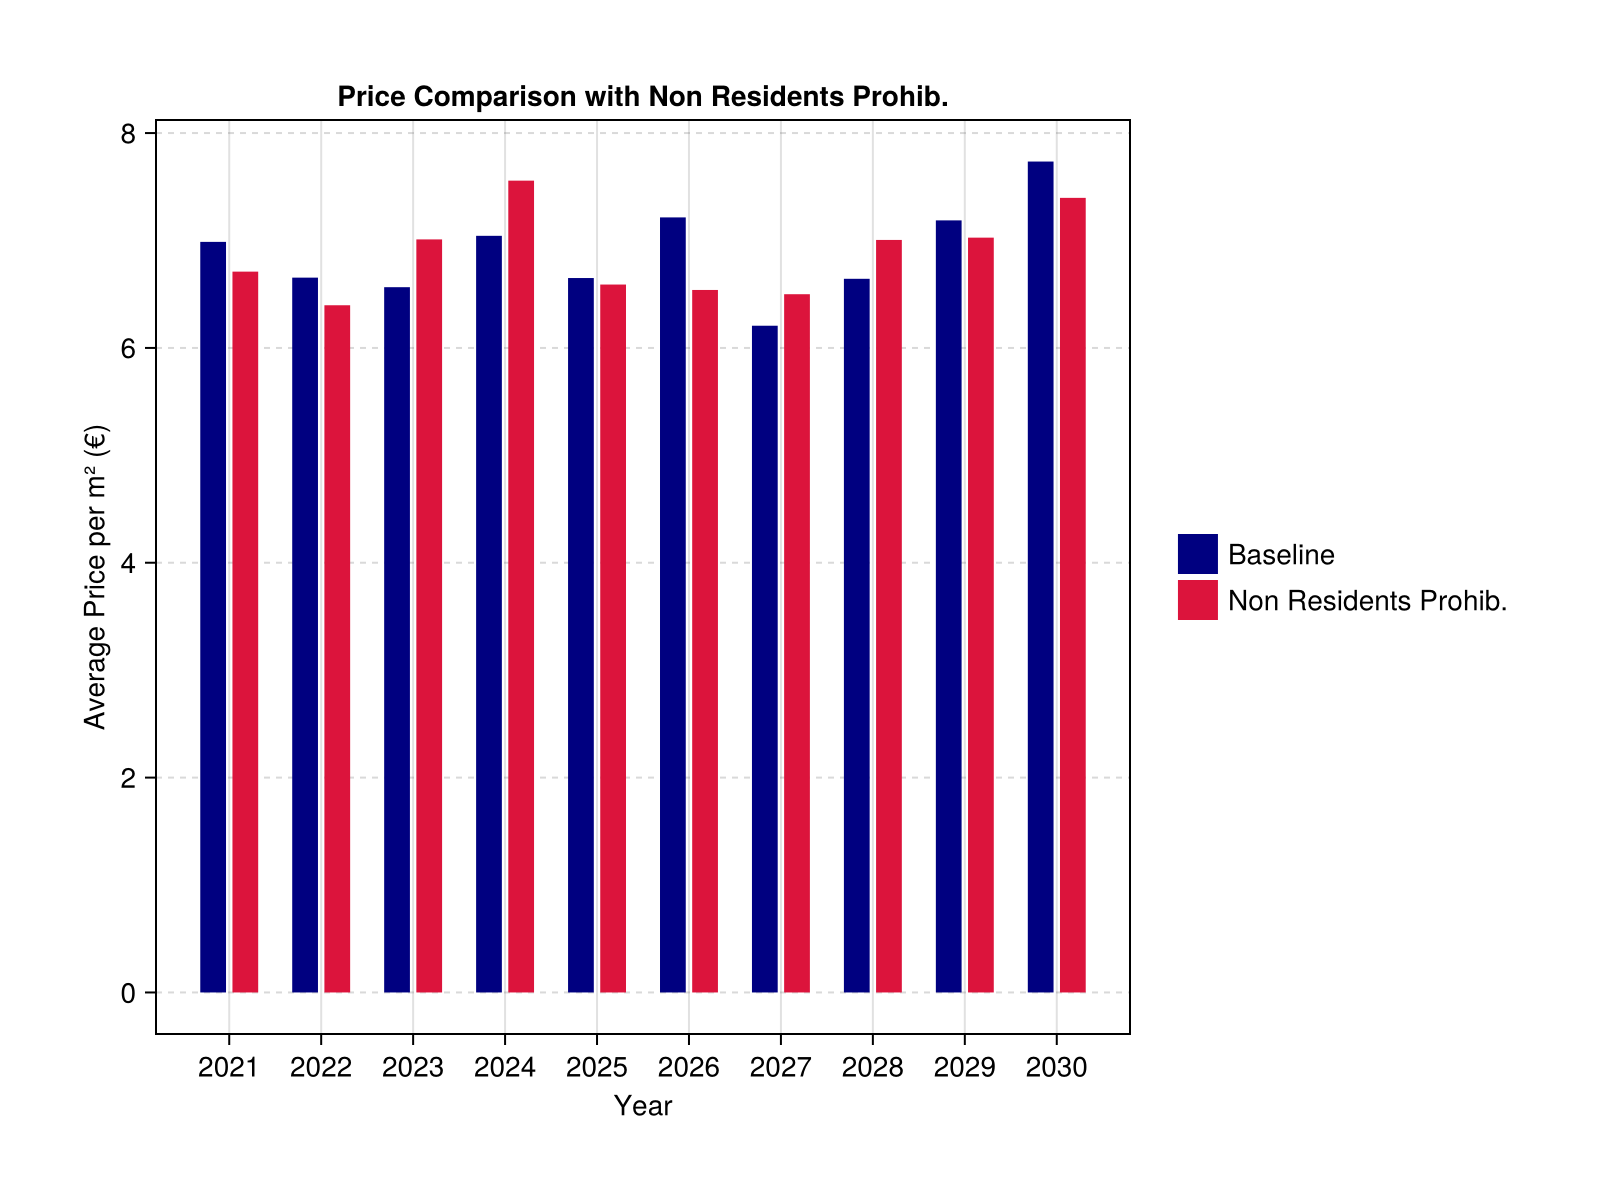 Price Comparison with Non Residents Prohib.
Average Price per m² (€)
8
6
4
2
0
2021 2022 2023 2024 2025 2026 2027 2028 2029 2030
Year
Baseline
Non Residents Prohib.